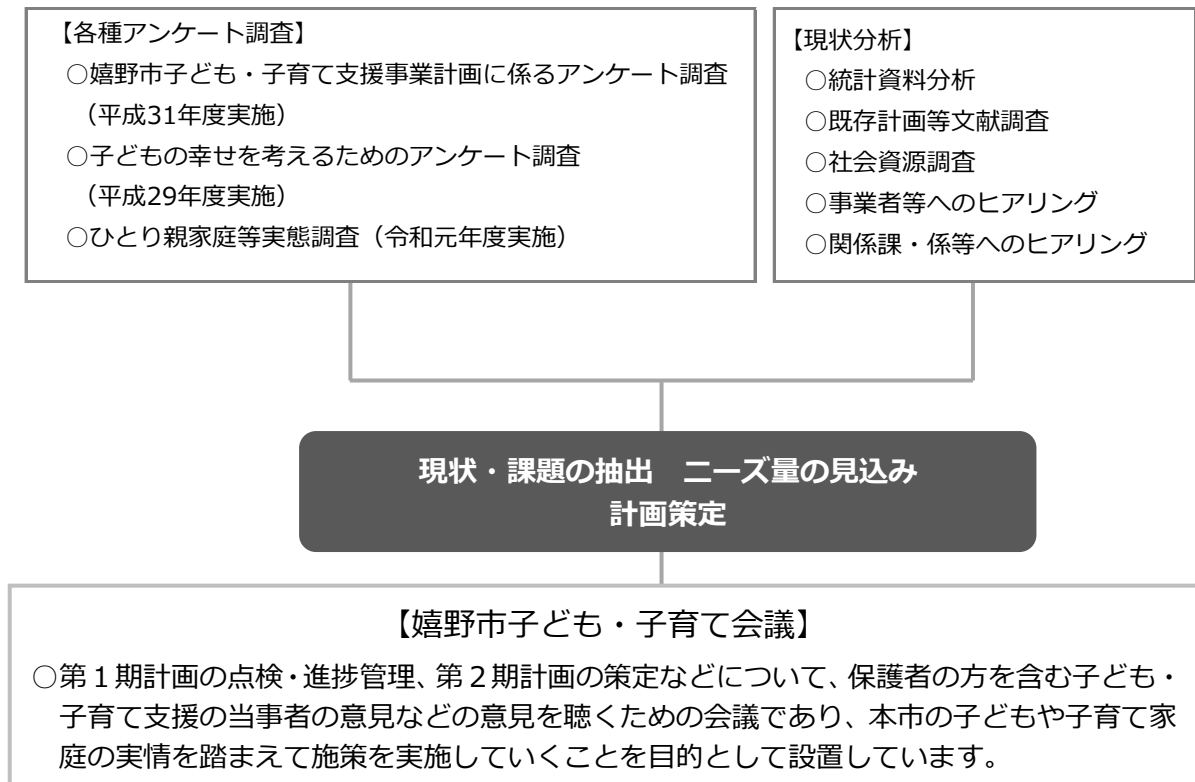 【各種アンケート調査】
○嬉野市子ども・子育て支援事業計画に係るアンケート調査
（平成31年度実施）
○子どもの幸せを考えるためのアンケート調査
（平成29年度実施）
○ひとり親家庭等実態調査（令和元年度実施）
【現状分析】
○統計資料分析
○既存計画等文献調査
○社会資源調査
○事業者等へのヒアリング
○関係課・係等へのヒアリング
現状・課題の抽出　ニーズ量の見込み
計画策定
【嬉野市子ども・子育て会議】
○第１期計画の点検・進捗管理、第２期計画の策定などについて、保護者の方を含む子ども・
子育て支援の当事者の意見などの意見を聴くための会議であり、本市の子どもや子育て家
庭の実情を踏まえて施策を実施していくことを目的として設置しています。